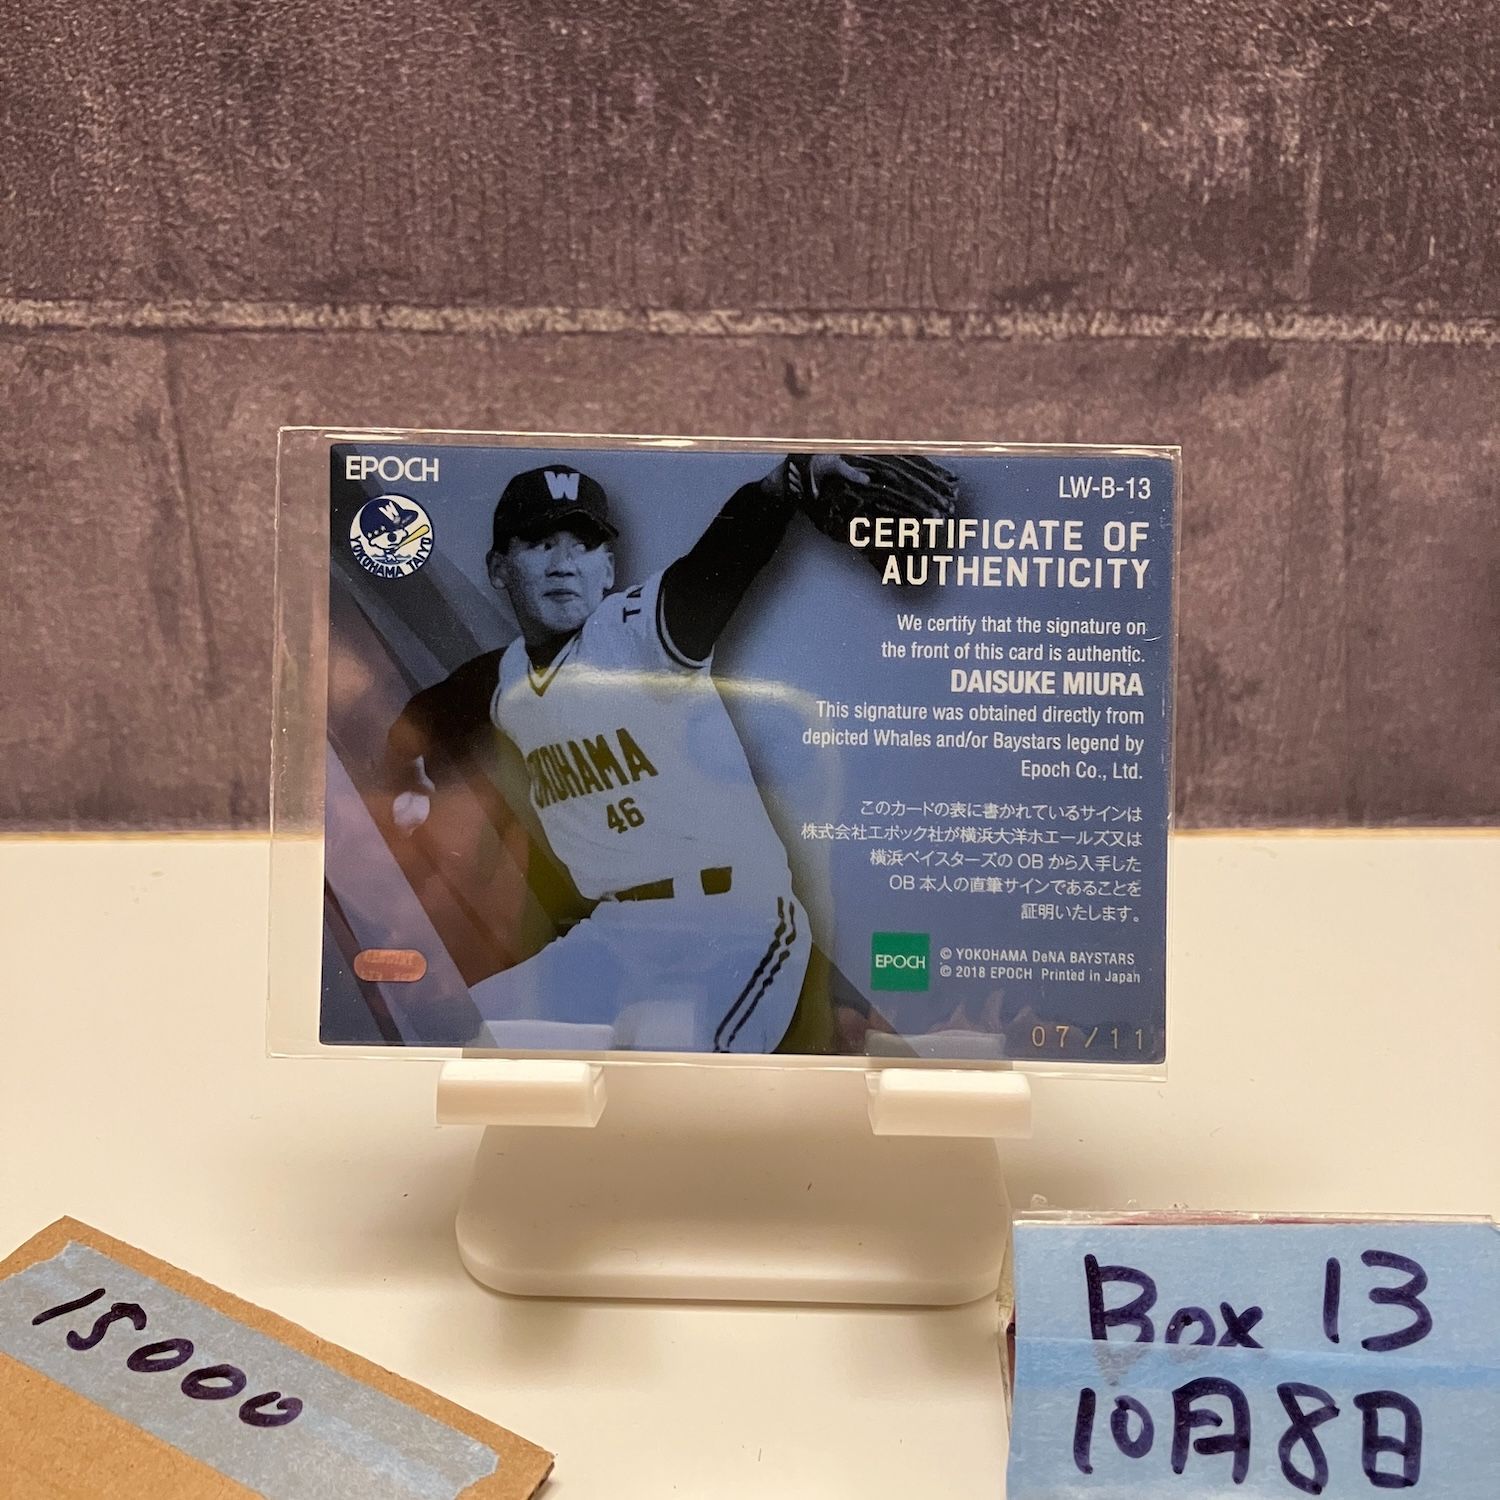 EPOCH
W
YOKOHAMA TAIYO
W
YOKOHAMA
46
LW-B-13
CERTIFICATE OF
AUTHENTICITY
We certify that the signature on
the front of this card is authentic.
DAISUKE MIURA
This signature was obtained directly from
depicted Whales and/or Baystars legend by
Epoch Co., Ltd.
このカードの表に書かれているサインは
株式会社エポック社が横浜大洋ホエールズ又は
横浜ベイスターズの OB から入手した
OB 本人の直筆サインであることを
証明いたします。
EPOCH
© YOKOHAMA DeNA BAYSTARS
© 2018 EPOCH Printed in Japan
07/11
15000
Box 13
10月8日